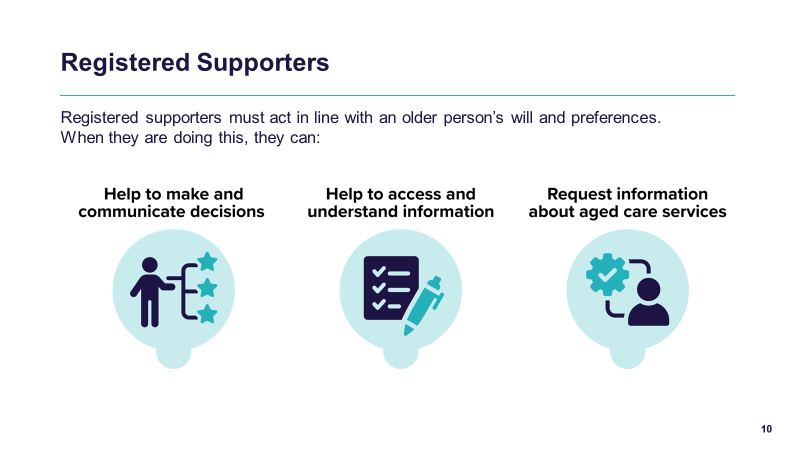 Registered Supporters
Registered supporters must act in line with an older person’s will and preferences.
When they are doing this, they can:
Help to make and
communicate decisions
Help to access and
understand information
Request information
about aged care services
10